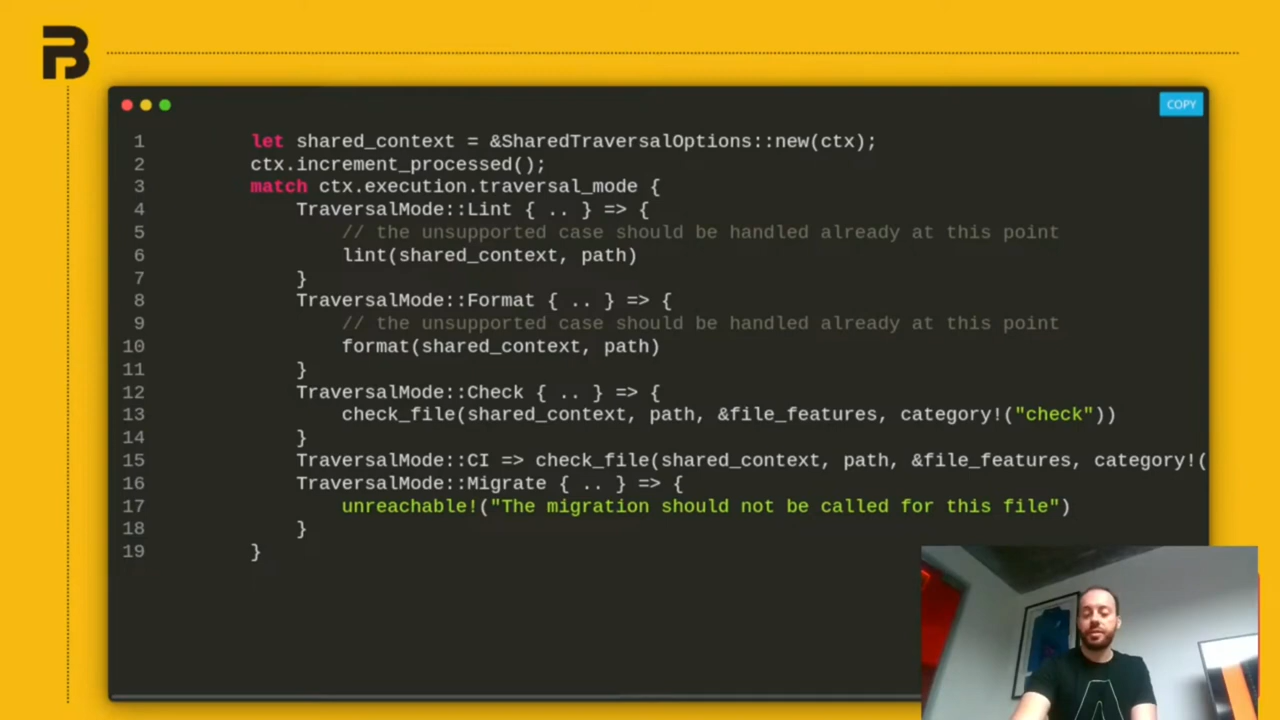 B
COPY
1 let shared_context = &SharedTraversalOptions::new(ctx);
2 ctx.increment_processed();
3 match ctx.execution.traversal_mode {
4 TraversalMode::Lint { .. } => {
5 // the unsupported case should be handled already at this point
6 lint(shared_context, path)
7 }
8 TraversalMode::Format { .. } => {
9 // the unsupported case should be handled already at this point
10 format(shared_context, path)
11 }
12 TraversalMode::Check { .. } => {
13 check_file(shared_context, path, &file_features, category!("check"))
14 }
15 TraversalMode::CI => check_file(shared_context, path, &file_features, category!(
16 TraversalMode::Migrate { .. } => {
17 unreachable!("The migration should not be called for this file")
18 }
19 }